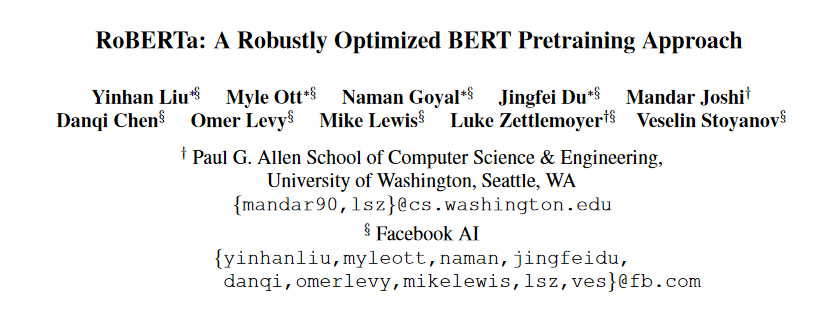 RoBERTa: A Robustly Optimized BERT Pretraining Approach
Yinhan Liu*§ Myle Ott*§ Naman Goyal*§ Jingfei Du*§ Mandar Joshi†
Danqi Chen§ Omer Levy§ Mike Lewis§ Luke Zettlemoyer†§ Veselin Stoyanov§
† Paul G. Allen School of Computer Science & Engineering,
University of Washington, Seattle, WA
{mandar90,lsz}@cs.washington.edu
§ Facebook AI
{yinhanliu,myleott,naman,jingfeidu,
danqi,omerlevy,mikelewis,lsz,ves}@fb.com